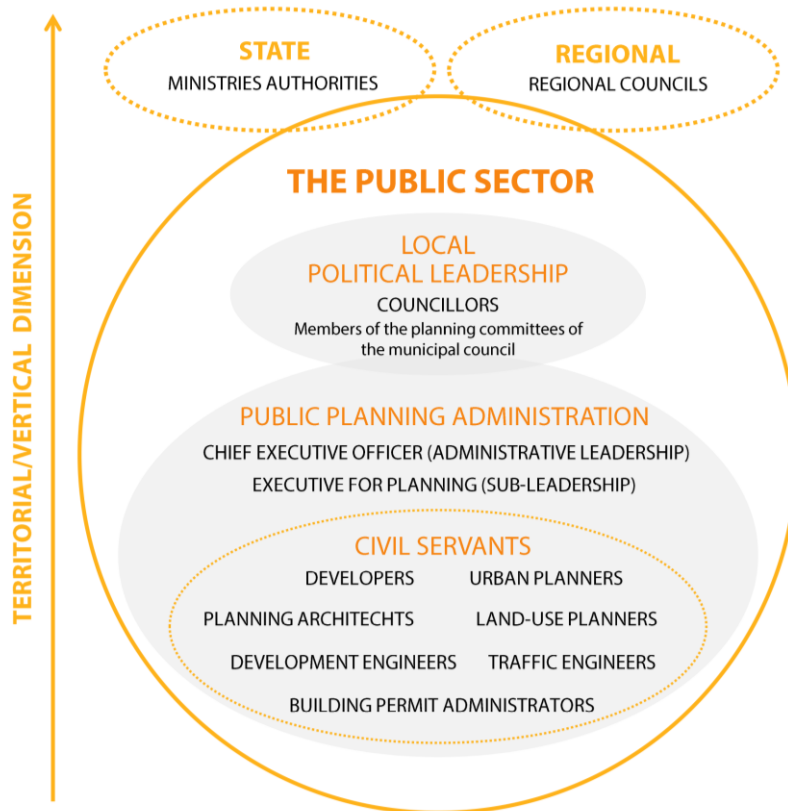 STATE
MINISTRIES AUTHORITIES
REGIONAL
REGIONAL COUNCILS
TERRITORIAL/VERTICAL DIMENSION
THE PUBLIC SECTOR
LOCAL
POLITICAL LEADERSHIP
COUNCILLORS
Members of the planning committees of
the municipal council
PUBLIC PLANNING ADMINISTRATION
CHIEF EXECUTIVE OFFICER (ADMINISTRATIVE LEADERSHIP)
EXECUTIVE FOR PLANNING (SUB-LEADERSHIP)
CIVIL SERVANTS
DEVELOPERS
URBAN PLANNERS
PLANNING ARCHITECHTS
LAND-USE PLANNERS
DEVELOPMENT ENGINEERS
TRAFFIC ENGINEERS
BUILDING PERMIT ADMINISTRATORS